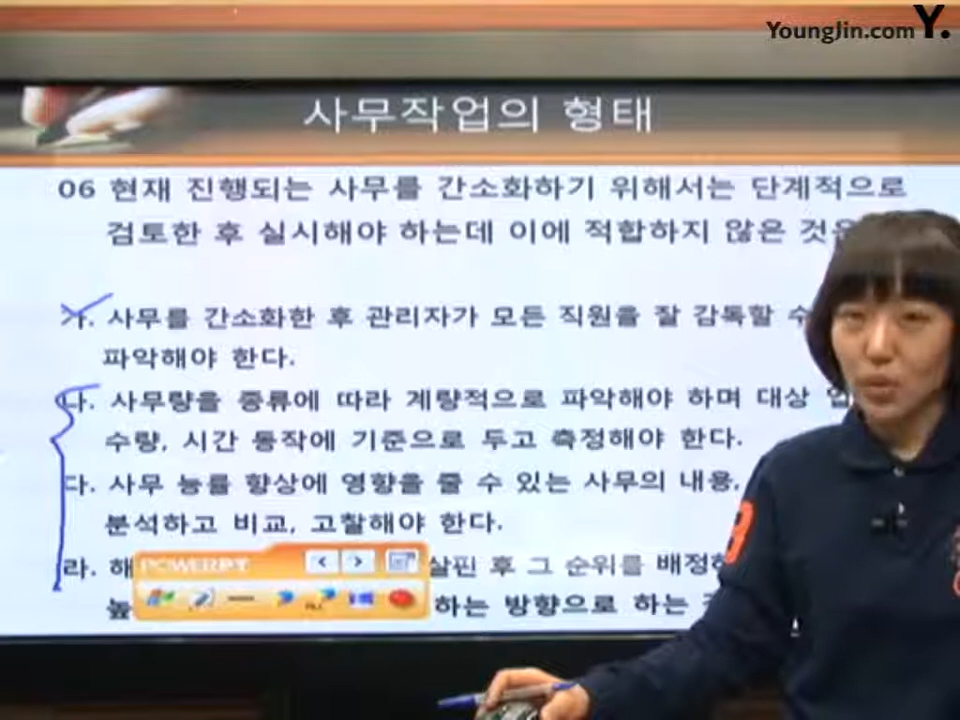 YoungJin.com Y.
사무작업의 형태
06 현재 진행되는 사무를 간소화하기 위해서는 단계적으로
검토한 후 실시해야 하는데 이에 적합하지 않은 것은
가. 사무를 간소화한 후 관리자가 모든 직원을 잘 감독할 수
파악해야 한다.
나. 사무량을 종류에 따라 계량적으로 파악해야 하며 대상
수량, 시간 동작에 기준으로 두고 측정해야 한다.
다. 사무 능률 향상에 영향을 줄 수 있는 사무의 내용,
분석하고 비교, 고찰해야 한다.
라. 해 살핀 후 그 순위를 배정하
POWERPT
높 하는 방향으로 하는